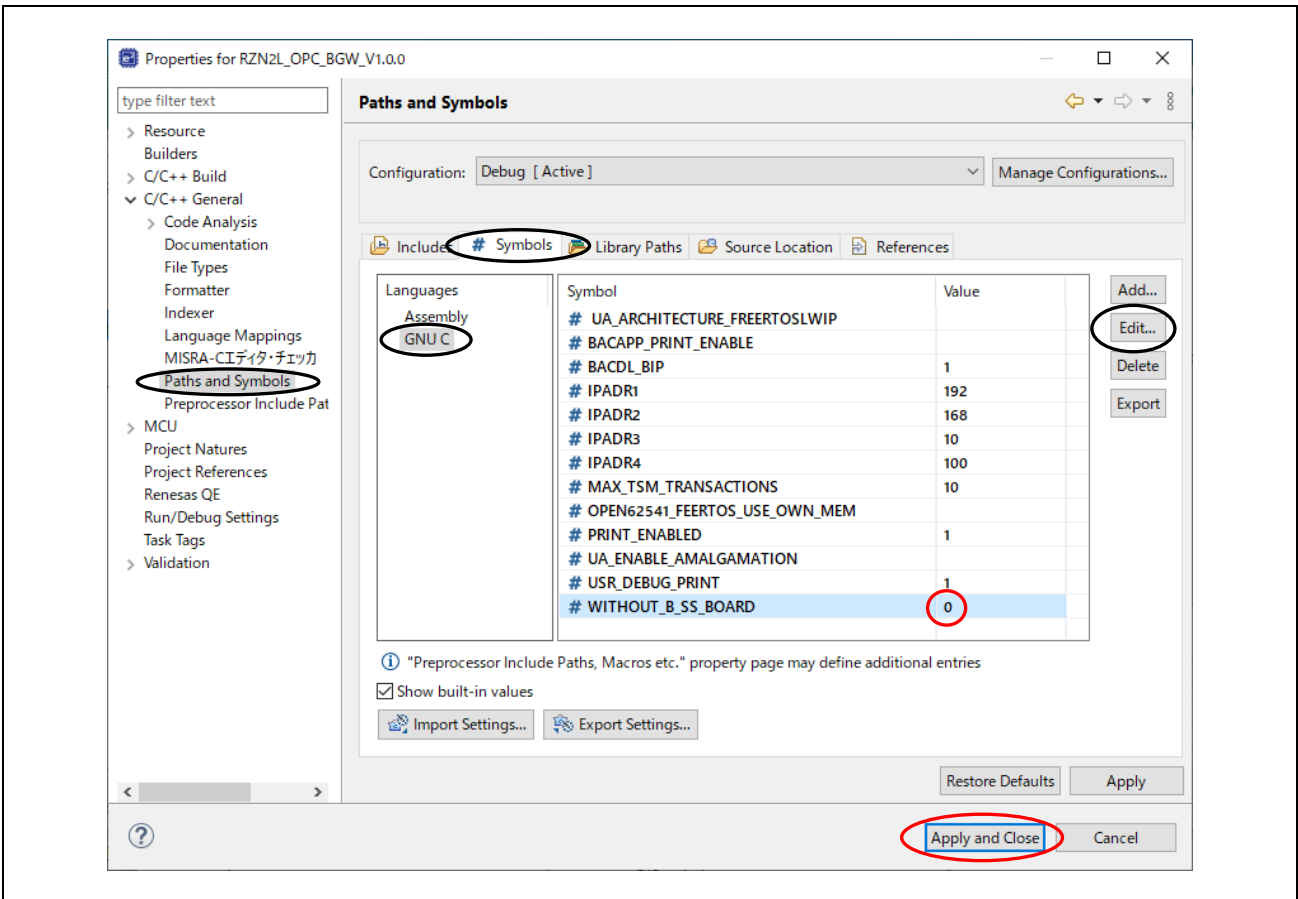 Properties for RZN2L_OPC_BGW_V1.0.0
type filter text
Resource
Builders
C/C++ Build
C/C++ General
Code Analysis
Documentation
File Types
Formatter
Indexer
Language Mappings
MISRA-Cエディタ・チェッカ
Paths and Symbols
Preprocessor Include Pat
MCU
Project Natures
Project References
Renesas QE
Run/Debug Settings
Task Tags
Validation
Paths and Symbols
Configuration: Debug [ Active ] Manage Configurations...
Includes # Symbols Library Paths Source Location References
Languages
Assembly
GNU C
Symbol Value
# UA_ARCHITECTURE_FREERTOSLWIP
# BACAPP_PRINT_ENABLE
# BACDL_BIP 1
# IPADR1 192
# IPADR2 168
# IPADR3 10
# IPADR4 100
# MAX_TSM_TRANSACTIONS 10
# OPEN62541_FEERTOS_USE_OWN_MEM
# PRINT_ENABLED 1
# UA_ENABLE_AMALGAMATION
# USR_DEBUG_PRINT 1
# WITHOUT_B_SS_BOARD 0
Add...
Edit...
Delete
Export
"Preprocessor Include Paths, Macros etc." property page may define additional entries
Show built-in values
Import Settings... Export Settings...
Restore Defaults Apply
? Apply and Close Cancel